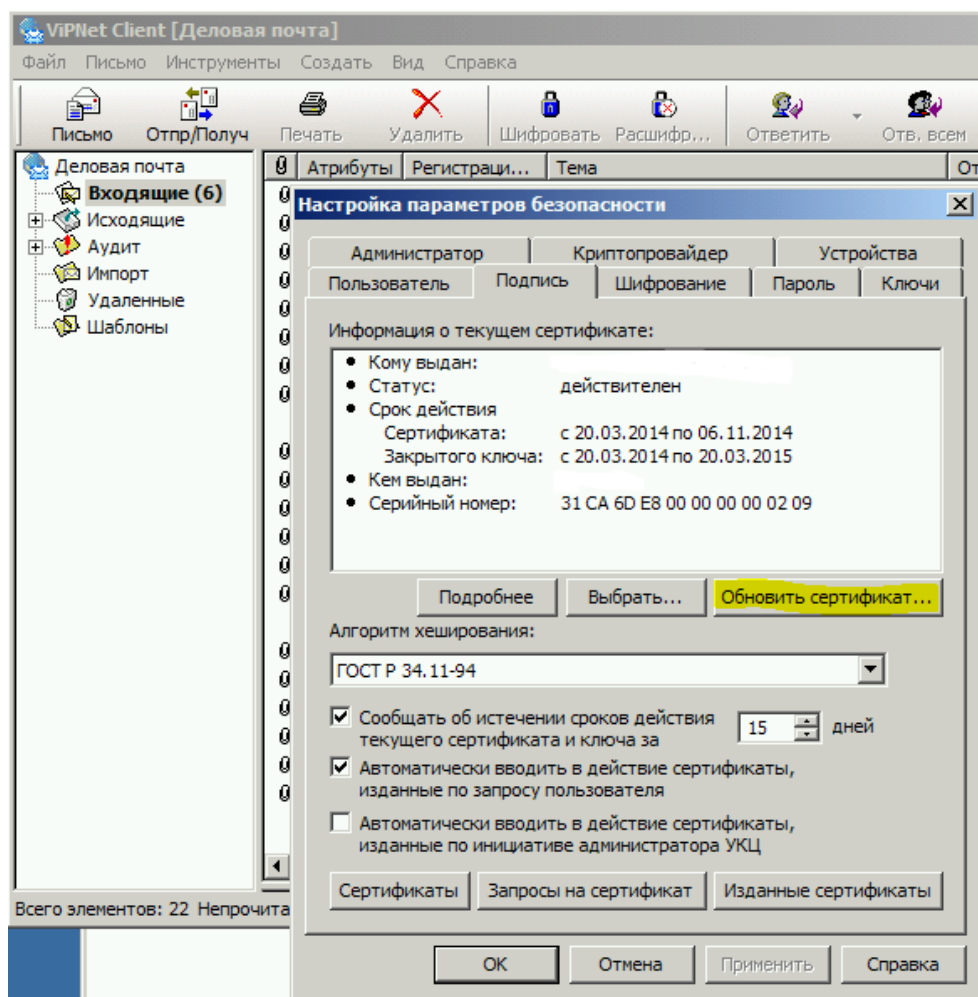 ViPNet Client [Деловая почта]
Файл Письмо Инструменты Создать Вид Справка
Письмо Отпр/Получ Печать Удалить Шифровать Расшифр... Ответить Отв. всем
Деловая почта
Входящие (6)
Исходящие
Аудит
Импорт
Удаленные
Шаблоны
Атрибуты Регистраци... Тема От
Настройка параметров безопасности
Администратор Криптопровайдер Устройства
Пользователь Подпись Шифрование Пароль Ключи
Информация о текущем сертификате:
Кому выдан:
Статус: действителен
Срок действия
Сертификата: с 20.03.2014 по 06.11.2014
Закрытого ключа: с 20.03.2014 по 20.03.2015
Кем выдан:
Серийный номер: 31 CA 6D E8 00 00 00 00 02 09
Подробнее Выбрать... Обновить сертификат...
Алгоритм хеширования:
ГОСТ Р 34.11-94
Сообщать об истечении сроков действия
текущего сертификата и ключа за 15 дней
Автоматически вводить в действие сертификаты,
изданные по запросу пользователя
Автоматически вводить в действие сертификаты,
изданные по инициативе администратора УКЦ
Сертификаты Запросы на сертификат Изданные сертификаты
Всего элементов: 22 Непрочита
OK Отмена Применить Справка